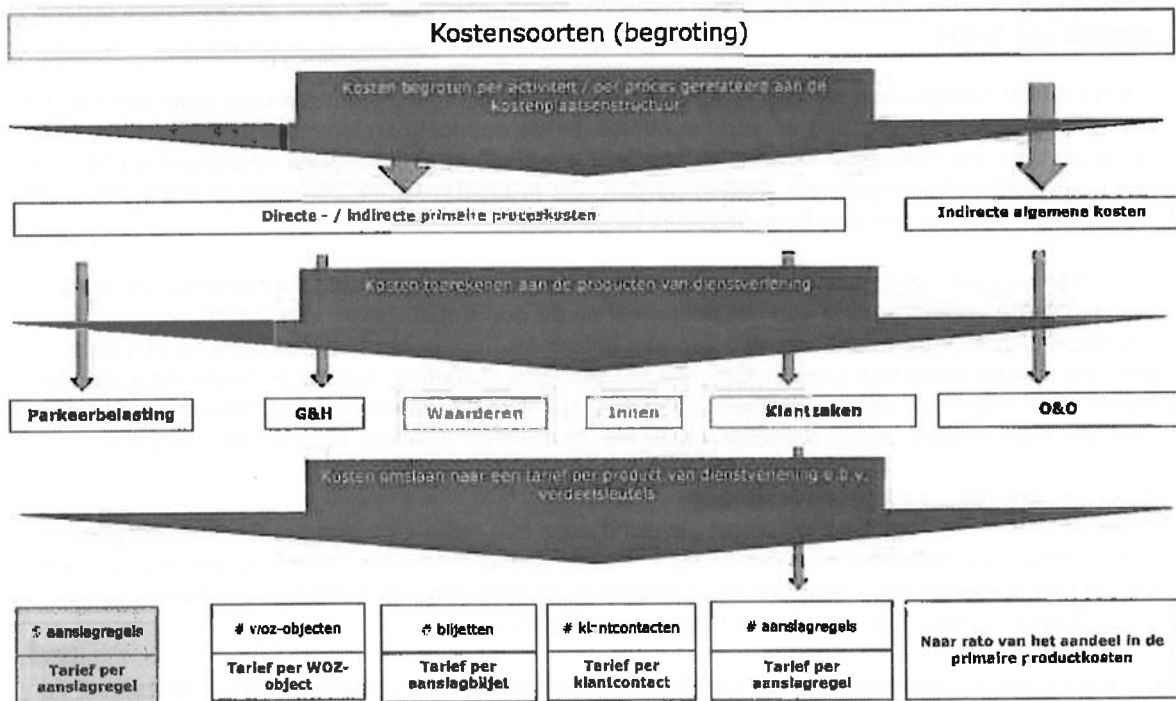 Kostensoorten (begroting)
Kosten begroten per activiteit / per proces gerelateerd aan de
kostenplaatsenstructuur
Directe - / Indirecte primaire proceskosten
Indirecte algemene kosten
Kosten toerekenen aan de producten van dienstverlening
Parkeerbelasting
G&H
Waarderen
Innen
Klantzaken
O&O
Kosten omslaan naar een tarief per product van dienstverlening o.b.v.
verdeelsleutels
# aanslagregels
# woz-objecten
# biljetten
# klantcontacten
# aanslagregels
Naar rato van het aandeel in de
primaire productkosten
Tarief per
aanslagregel
Tarief per WOZ-
object
Tarief per
aanslagbiljet
Tarief per
klantcontact
Tarief per
aanslagregel